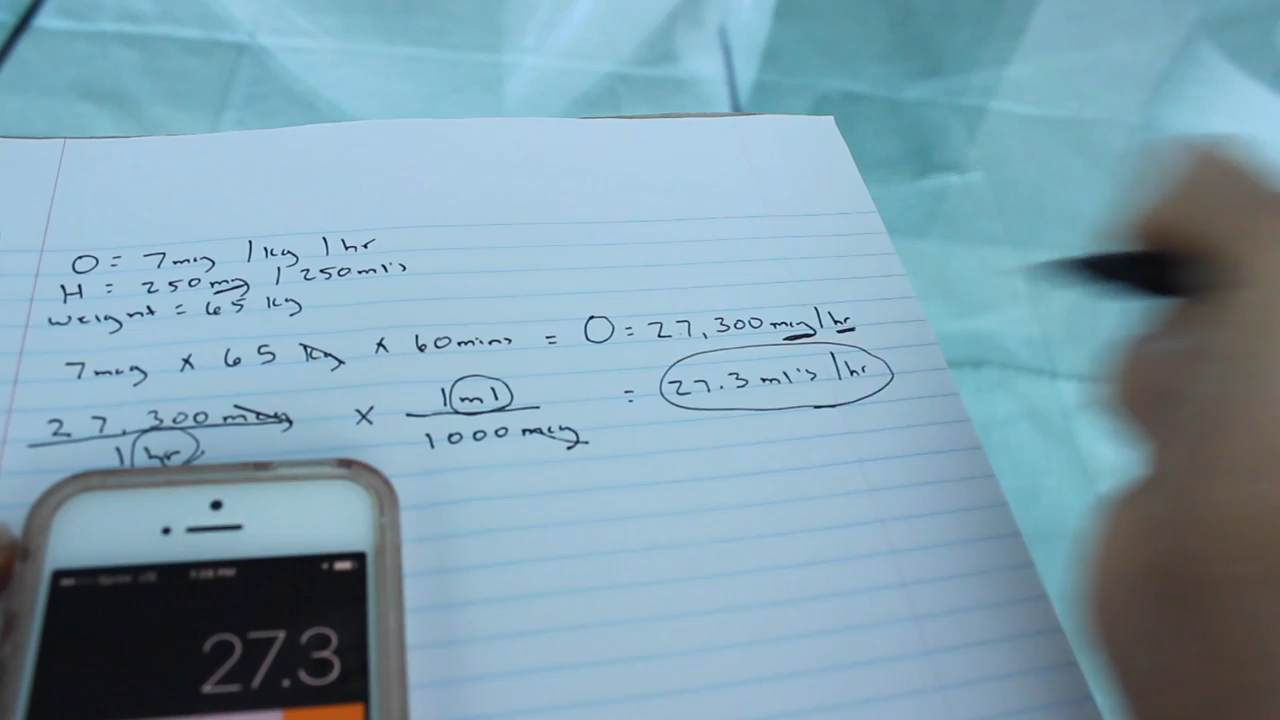 O = 7mcg / kg / hr
H = 250mg / 250ml's
weight = 65 kg
7mcg x 65 kg x 60mins = O = 27,300 mcg/hr
27,300 mcg / 1 hr x 1 ml / 1000 mcg = 27.3 ml's / hr
27.3